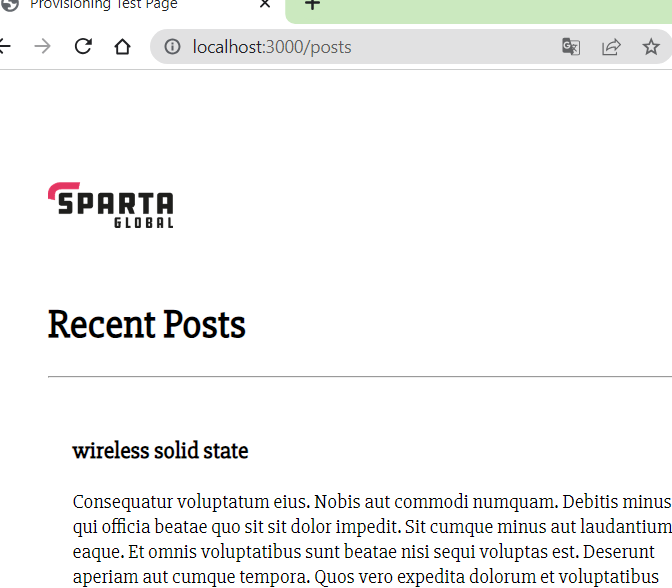 Provisioning Test Page
localhost:3000/posts
SPARTA
GLOBAL
Recent Posts
wireless solid state
Consequatur voluptatum eius. Nobis aut commodi numquam. Debitis minus
qui officia beatae quo sit sit dolor impedit. Sit cumque minus aut laudantium
eaque. Et omnis voluptatibus sunt beatae nisi sequi voluptas est. Deserunt
aperiam aut cumque tempora. Quos vero expedita dolorum et voluptatibus